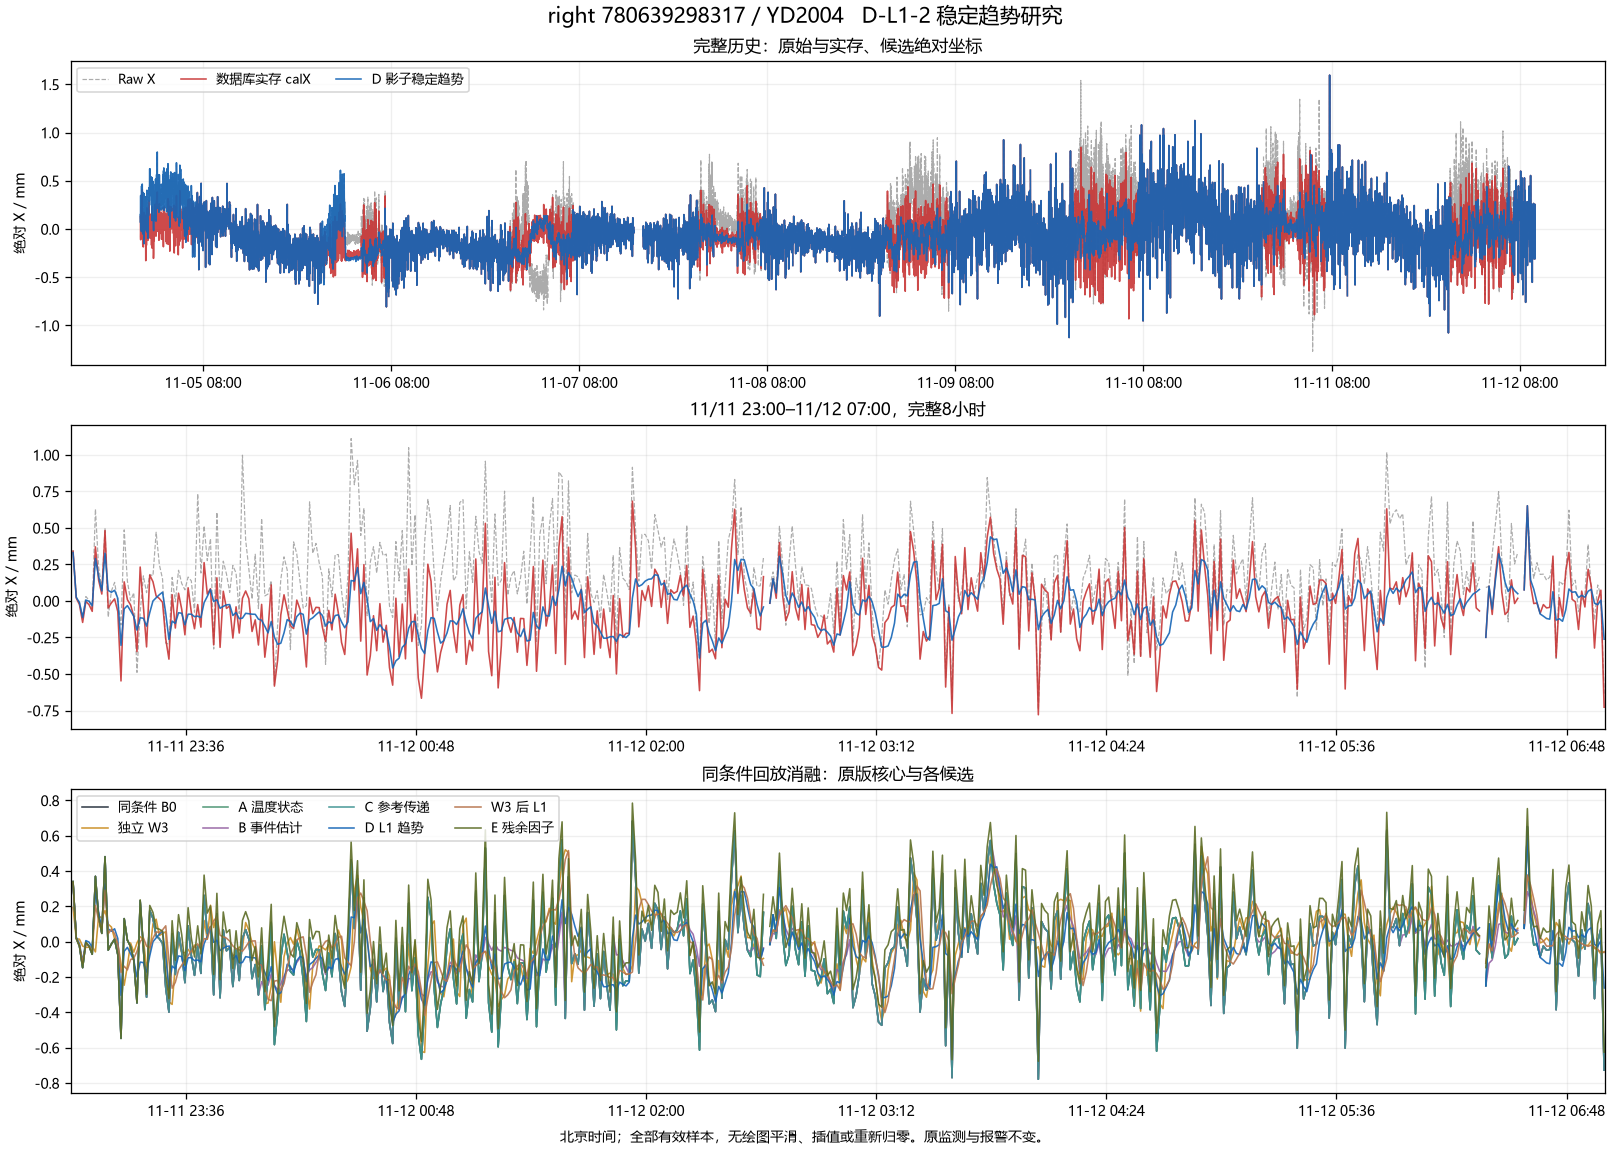 right 780639298317 / YD2004   D-L1-2 稳定趋势研究
完整历史：原始与实存、候选绝对坐标
Raw X
数据库实存 calX
D 影子稳定趋势
绝对 X / mm
1.5
1.0
0.5
0.0
-0.5
-1.0
11-05 08:00
11-06 08:00
11-07 08:00
11-08 08:00
11-09 08:00
11-10 08:00
11-11 08:00
11-12 08:00
11/11 23:00–11/12 07:00，完整8小时
绝对 X / mm
1.00
0.75
0.50
0.25
0.00
-0.25
-0.50
-0.75
11-11 23:36
11-12 00:48
11-12 02:00
11-12 03:12
11-12 04:24
11-12 05:36
11-12 06:48
同条件回放消融：原版核心与各候选
同条件 B0
A 温度状态
C 参考传递
W3 后 L1
独立 W3
B 事件估计
D L1 趋势
E 残余因子
绝对 X / mm
0.8
0.6
0.4
0.2
0.0
-0.2
-0.4
-0.6
-0.8
11-11 23:36
11-12 00:48
11-12 02:00
11-12 03:12
11-12 04:24
11-12 05:36
11-12 06:48
北京时间；全部有效样本，无绘图平滑、插值或重新归零。原监测与报警不变。